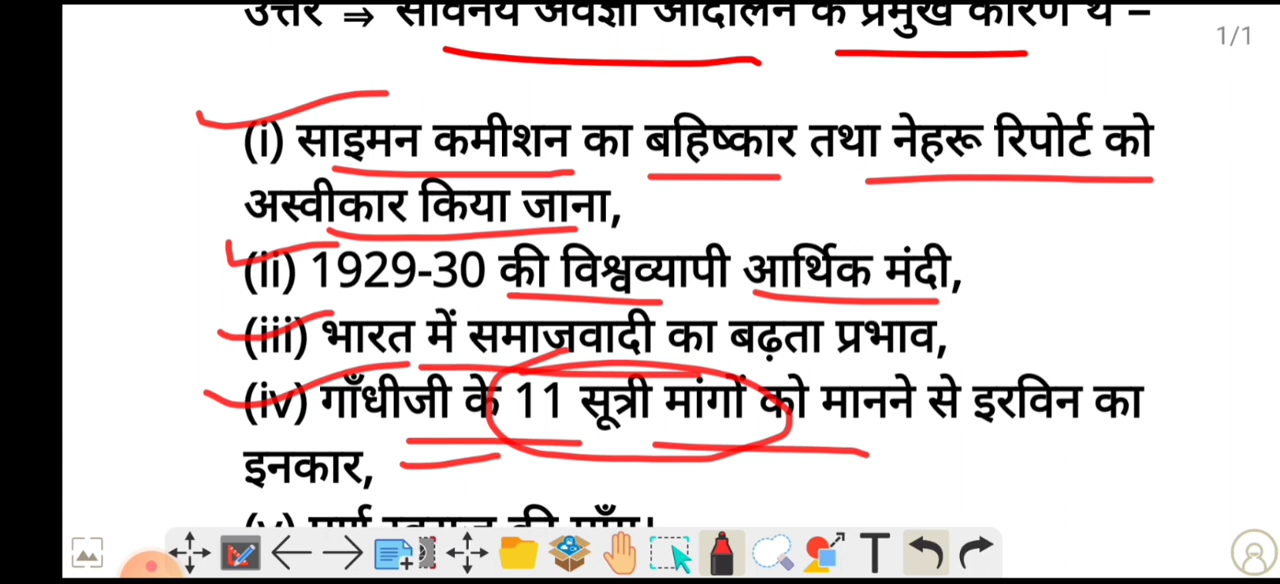 उत्तर ⇒ सविनय अवज्ञा आंदोलन के प्रमुख कारण थे –
1/1
(i) साइमन कमीशन का बहिष्कार तथा नेहरू रिपोर्ट को
अस्वीकार किया जाना,
(ii) 1929-30 की विश्वव्यापी आर्थिक मंदी,
(iii) भारत में समाजवादी का बढ़ता प्रभाव,
(iv) गाँधीजी के 11 सूत्री मांगों को मानने से इरविन का
इनकार,
(v) पूर्ण स्वराज की माँग।
T